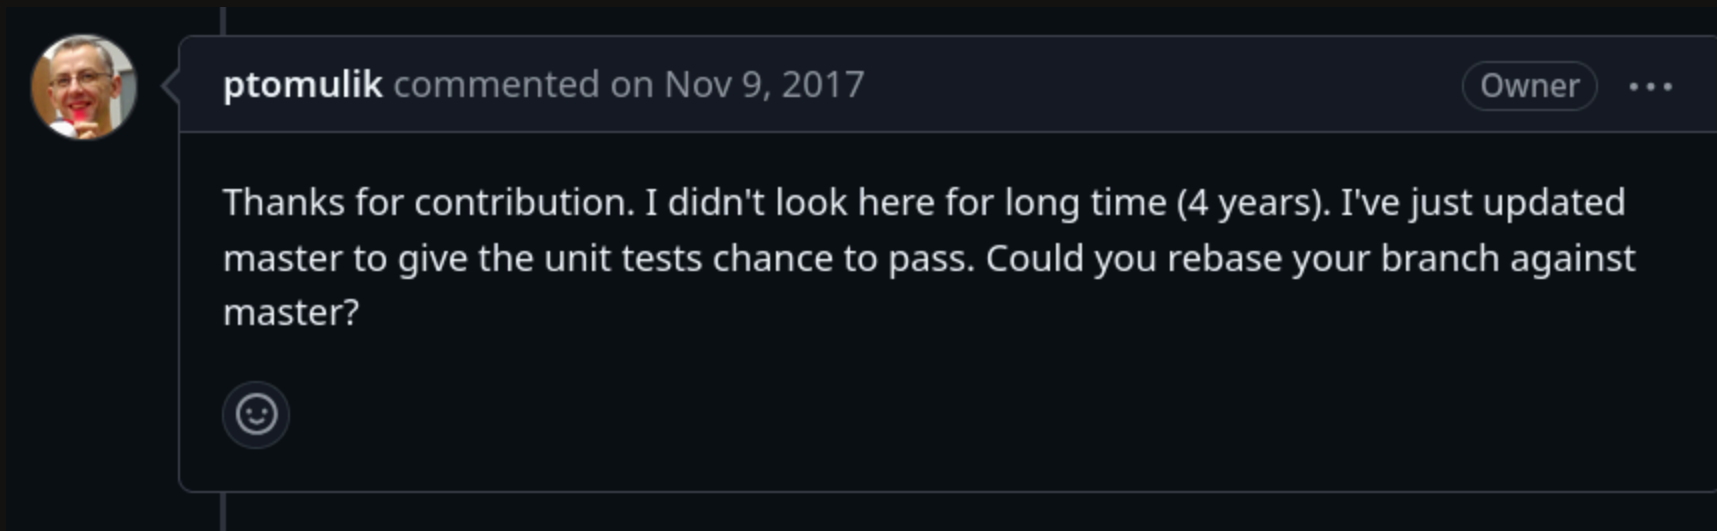 ptomulik commented on Nov 9, 2017
Owner
Thanks for contribution. I didn't look here for long time (4 years). I've just updated
master to give the unit tests chance to pass. Could you rebase your branch against
master?